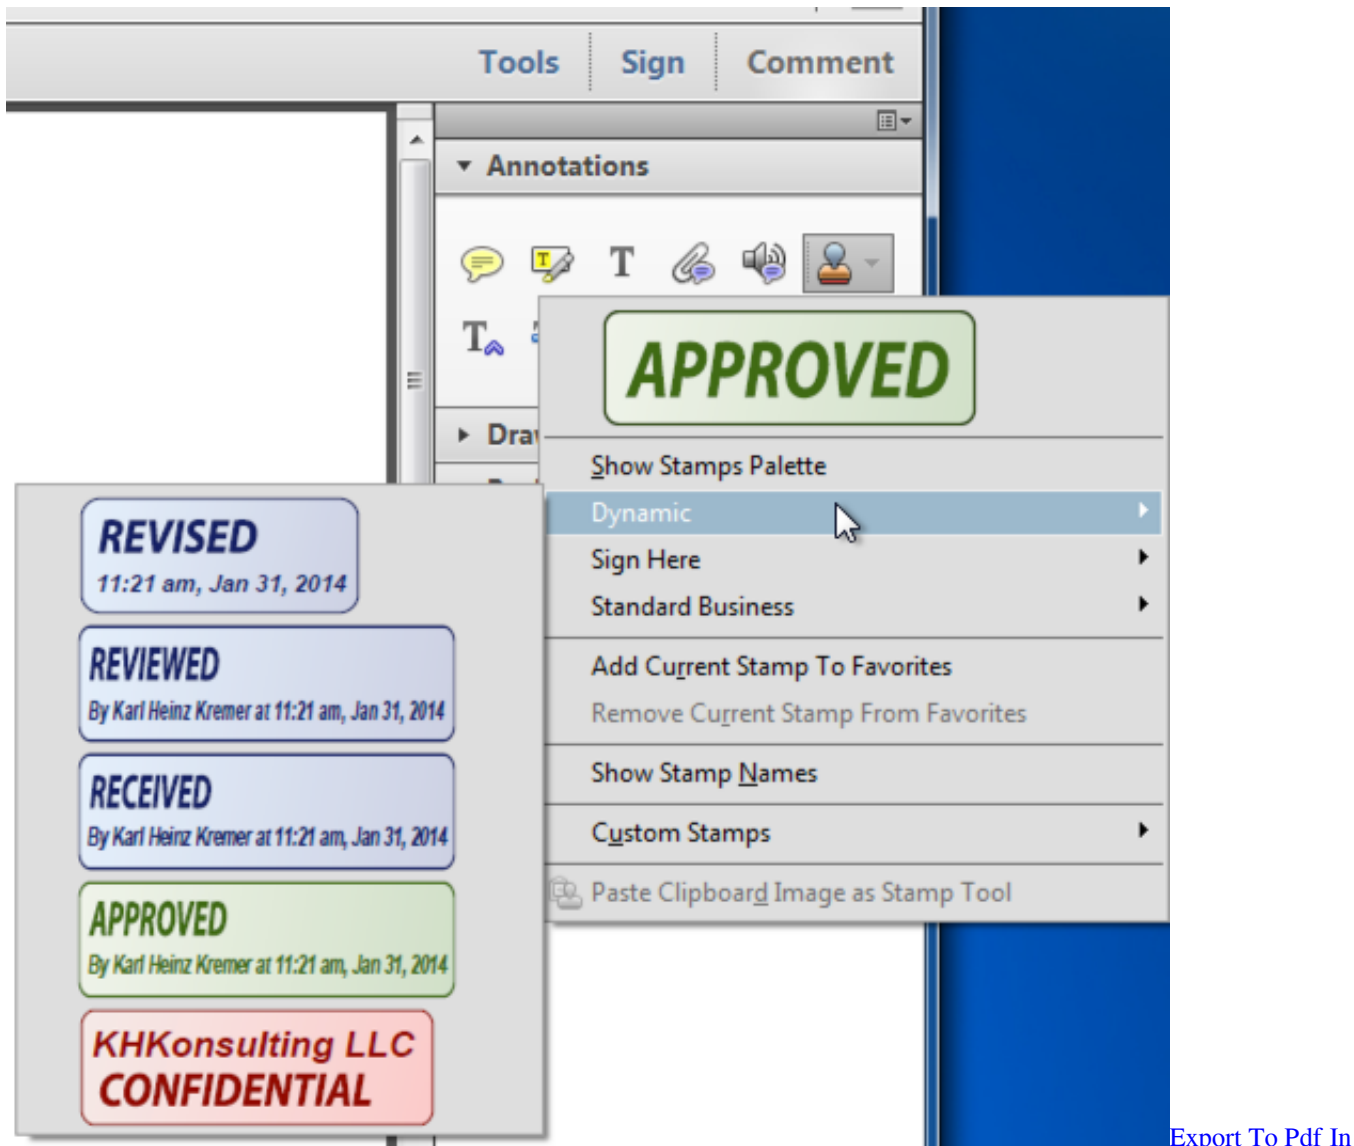 Tools Sign Comment
Annotations
T T
T
APPROVED
Show Stamps Palette
Dynamic
Sign Here
Standard Business
Add Current Stamp To Favorites
Remove Current Stamp From Favorites
Show Stamp Names
Custom Stamps
Paste Clipboard Image as Stamp Tool
REVISED
11:21 am, Jan 31, 2014
REVIEWED
By Karl Heinz Kremer at 11:21 am, Jan 31, 2014
RECEIVED
By Karl Heinz Kremer at 11:21 am, Jan 31, 2014
APPROVED
By Karl Heinz Kremer at 11:21 am, Jan 31, 2014
KHKonsulting LLC
CONFIDENTIAL
Export To Pdf In